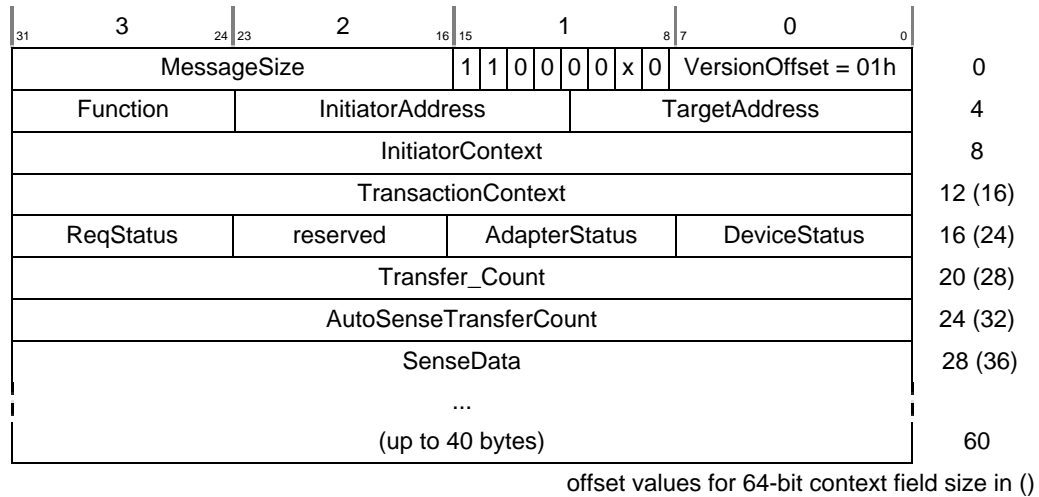 3 2 1 0
31 24 23 16 15 8 7 0
MessageSize 1 1 0 0 0 0 x 0 VersionOffset = 01h 0
Function InitiatorAddress TargetAddress 4
InitiatorContext 8
TransactionContext 12 (16)
ReqStatus reserved AdapterStatus DeviceStatus 16 (24)
Transfer_Count 20 (28)
AutoSenseTransferCount 24 (32)
SenseData 28 (36)
...
(up to 40 bytes) 60
offset values for 64-bit context field size in ()